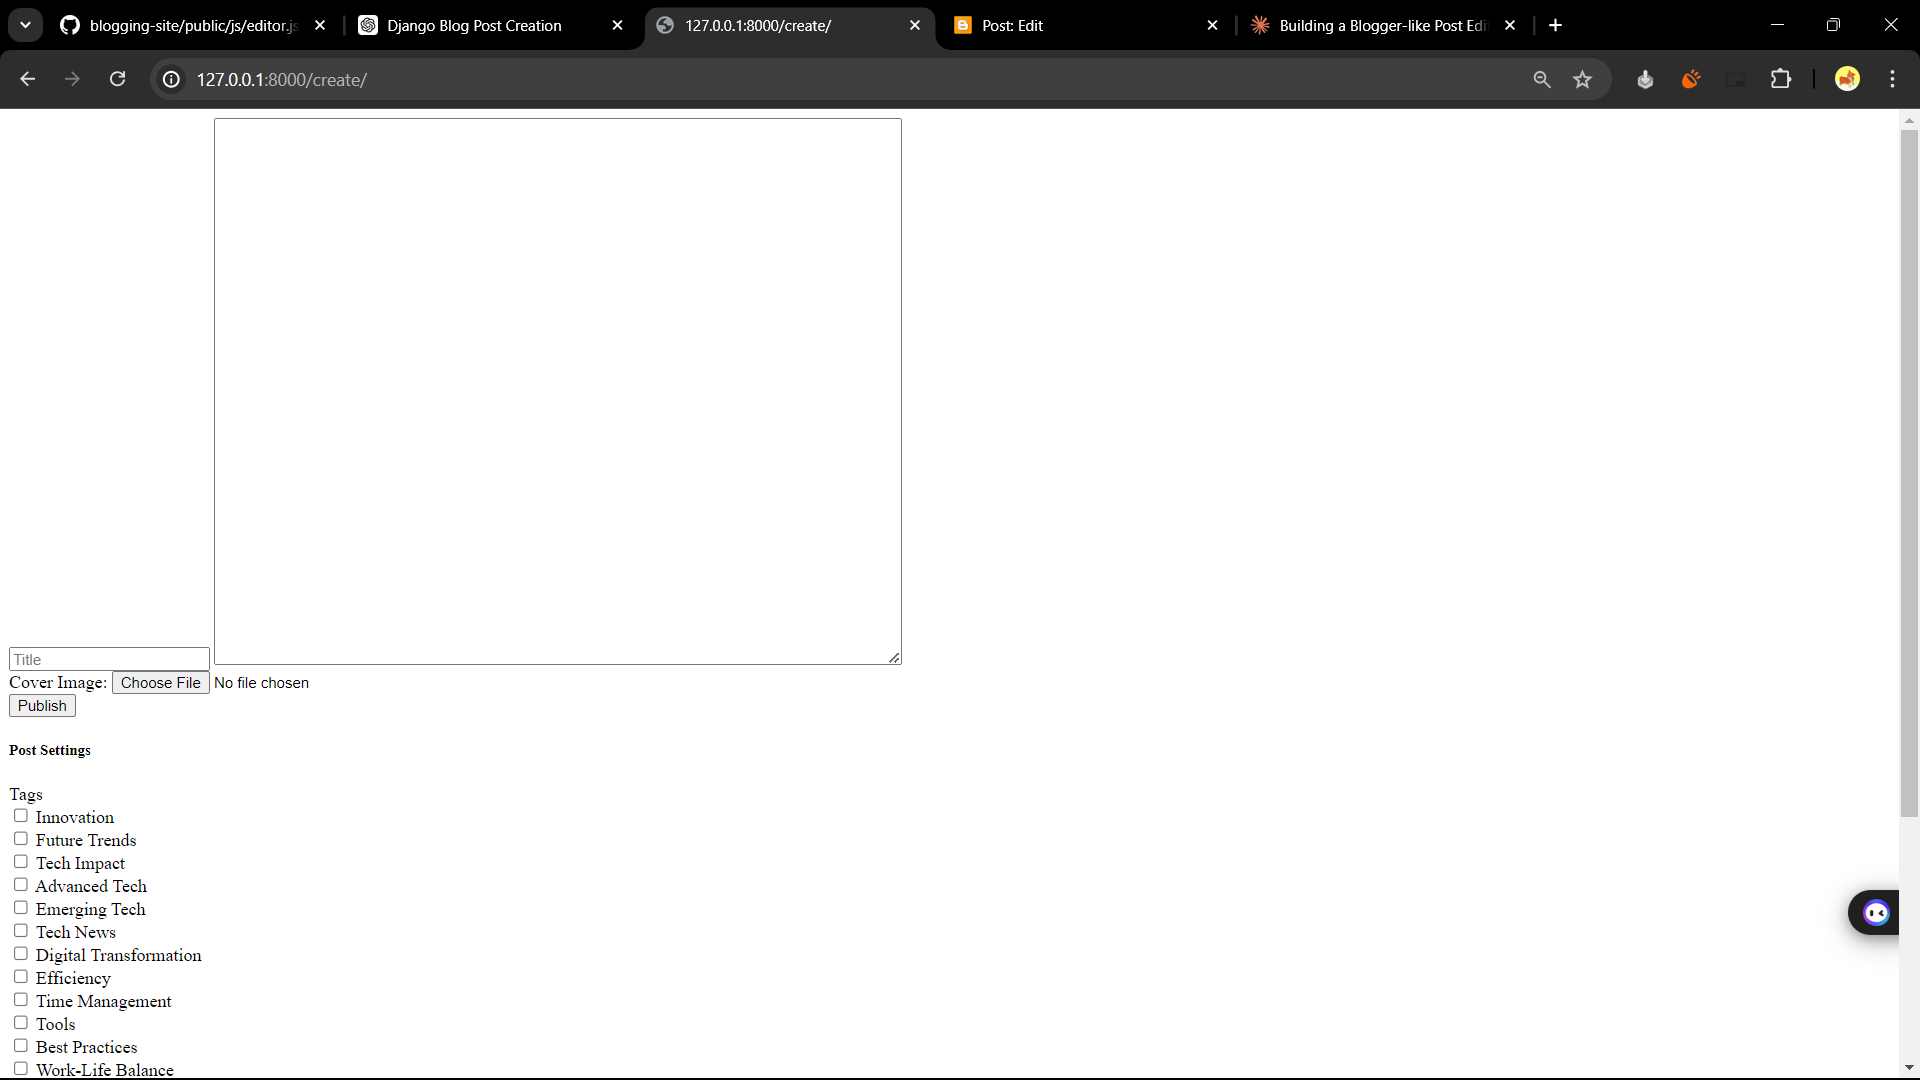 blogging-site/public/js/editor.js
Django Blog Post Creation
127.0.0.1:8000/create/
Post: Edit
Building a Blogger-like Post Edi
127.0.0.1:8000/create/
Title
Cover Image: Choose File No file chosen
Publish
Post Settings
Tags
Innovation
Future Trends
Tech Impact
Advanced Tech
Emerging Tech
Tech News
Digital Transformation
Efficiency
Time Management
Tools
Best Practices
Work-Life Balance